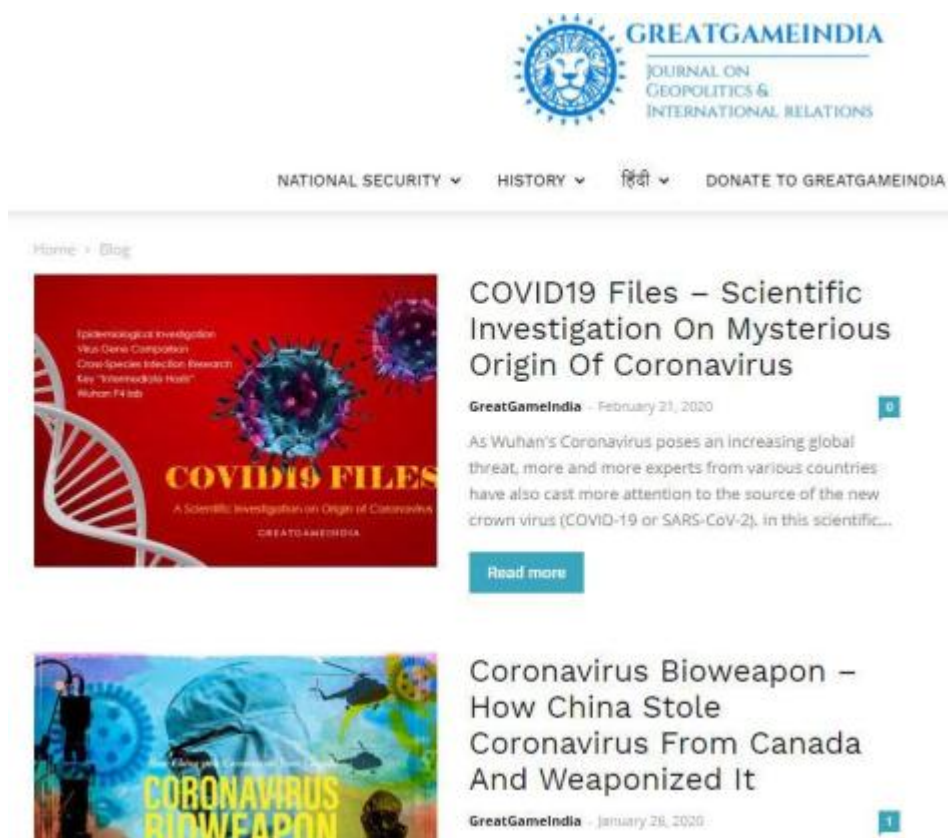 GREATGAMEINDIA
JOURNAL ON
GEOPOLITICS &
INTERNATIONAL RELATIONS
NATIONAL SECURITY HISTORY हिंदी DONATE TO GREATGAMEINDIA
Home › Blog
Epidemiological Investigation
Virus Gene Comparison
Cross-Species Infection Research
Key "Intermediate Hosts"
Wuhan P4 lab
COVID19 FILES
A Scientific Investigation on Origin of Coronavirus
GREATGAMEINDIA
COVID19 Files – Scientific
Investigation On Mysterious
Origin Of Coronavirus
GreatGameIndia - February 21, 2020
0
As Wuhan's Coronavirus poses an increasing global
threat, more and more experts from various countries
have also cast more attention to the source of the new
crown virus (COVID-19 or SARS-CoV-2). In this scientific...
Read more
CORONAVIRUS
BIOWEAPON
Coronavirus Bioweapon –
How China Stole
Coronavirus From Canada
And Weaponized It
GreatGameIndia - January 26, 2020
1